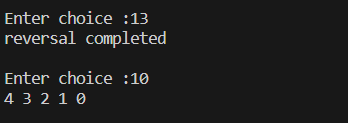 Enter choice :13
reversal completed
Enter choice :10
4 3 2 1 0